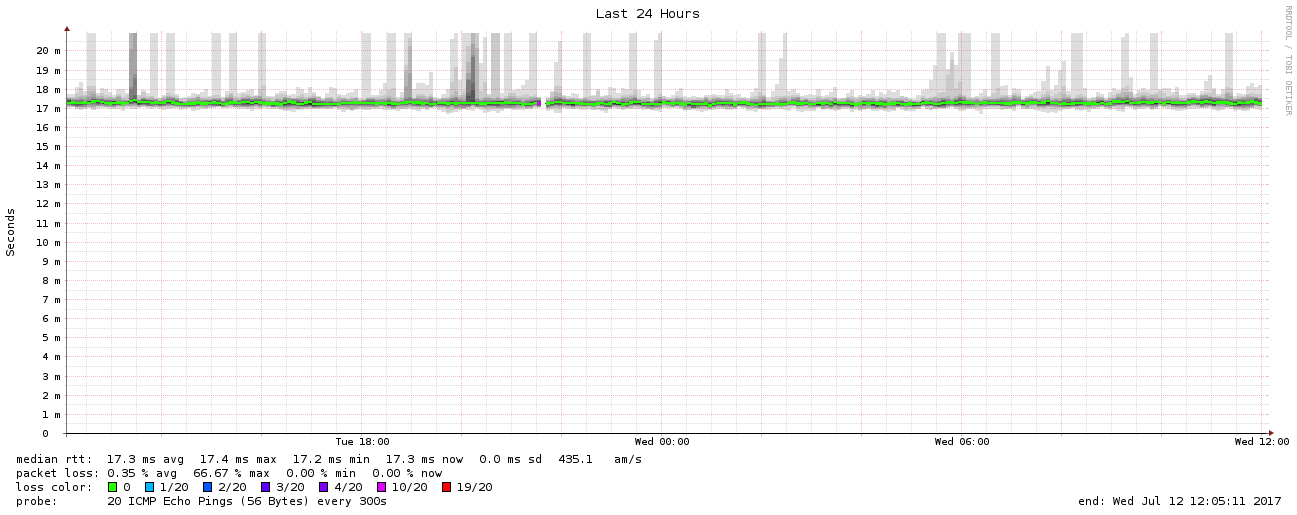 Last 24 Hours
RRDTOOL / TOBI OETIKER
Seconds
20 m
19 m
18 m
17 m
16 m
15 m
14 m
13 m
12 m
11 m
10 m
9 m
8 m
7 m
6 m
5 m
4 m
3 m
2 m
1 m
0
Tue 18:00 Wed 00:00 Wed 06:00 Wed 12:00
median rtt: 17.3 ms avg 17.4 ms max 17.2 ms min 17.3 ms now 0.0 ms sd 435.1 am/s
packet loss: 0.35 % avg 66.67 % max 0.00 % min 0.00 % now
loss color: 0 1/20 2/20 3/20 4/20 10/20 19/20
probe: 20 ICMP Echo Pings (56 Bytes) every 300s end: Wed Jul 12 12:05:11 2017